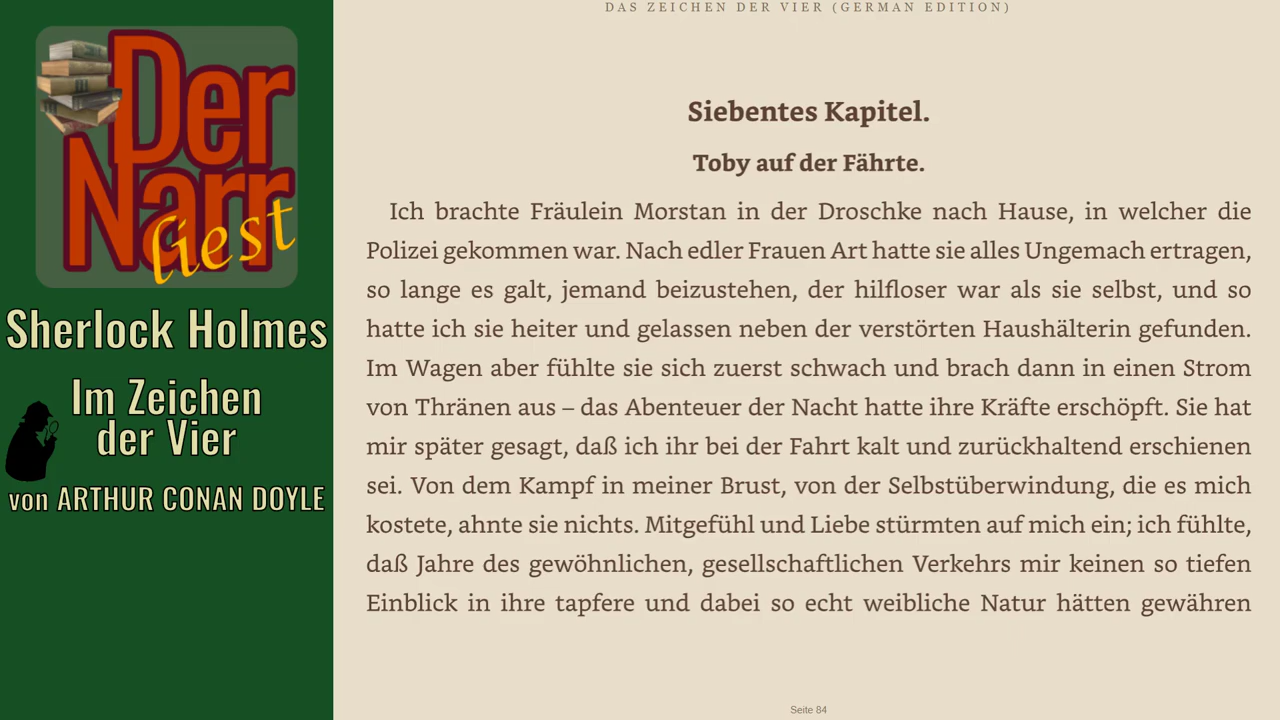 Der
Narr
liest
Sherlock Holmes
Im Zeichen
der Vier
von ARTHUR CONAN DOYLE
DAS ZEICHEN DER VIER (GERMAN EDITION)
Siebentes Kapitel.
Toby auf der Fährte.
Ich brachte Fräulein Morstan in der Droschke nach Hause, in welcher die
Polizei gekommen war. Nach edler Frauen Art hatte sie alles Ungemach ertragen,
so lange es galt, jemand beizustehen, der hilfloser war als sie selbst, und so
hatte ich sie heiter und gelassen neben der verstörten Haushälterin gefunden.
Im Wagen aber fühlte sie sich zuerst schwach und brach dann in einen Strom
von Thränen aus – das Abenteuer der Nacht hatte ihre Kräfte erschöpft. Sie hat
mir später gesagt, daß ich ihr bei der Fahrt kalt und zurückhaltend erschienen
sei. Von dem Kampf in meiner Brust, von der Selbstüberwindung, die es mich
kostete, ahnte sie nichts. Mitgefühl und Liebe stürmten auf mich ein; ich fühlte,
daß Jahre des gewöhnlichen, gesellschaftlichen Verkehrs mir keinen so tiefen
Einblick in ihre tapfere und dabei so echt weibliche Natur hätten gewähren
Seite 84